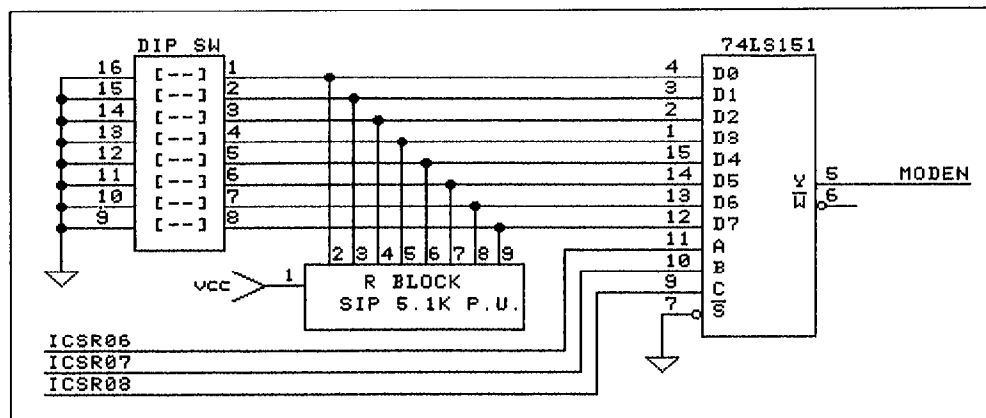 DIP SW
74LS151
16 [--] 1 4 D0
15 [--] 2 3 D1
14 [--] 3 2 D2
13 [--] 4 1 D3
12 [--] 5 15 D4
11 [--] 6 14 D5 Y 5 MODEN
10 [--] 7 13 D6 W 6
9 [--] 8 12 D7
11 A
2 3 4 5 6 7 8 9 10 B
VCC 1 R BLOCK 9 C
SIP 5.1K P.U. 7 S
ICSR06
ICSR07
ICSR08